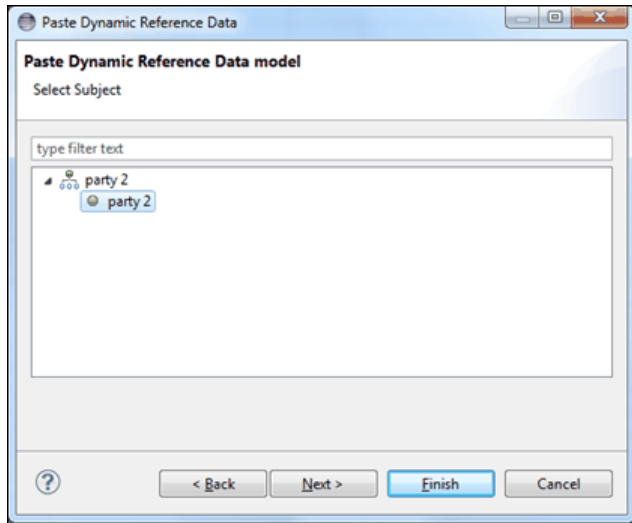 Paste Dynamic Reference Data
Paste Dynamic Reference Data model
Select Subject
type filter text
party 2
party 2
< Back Next > Finish Cancel